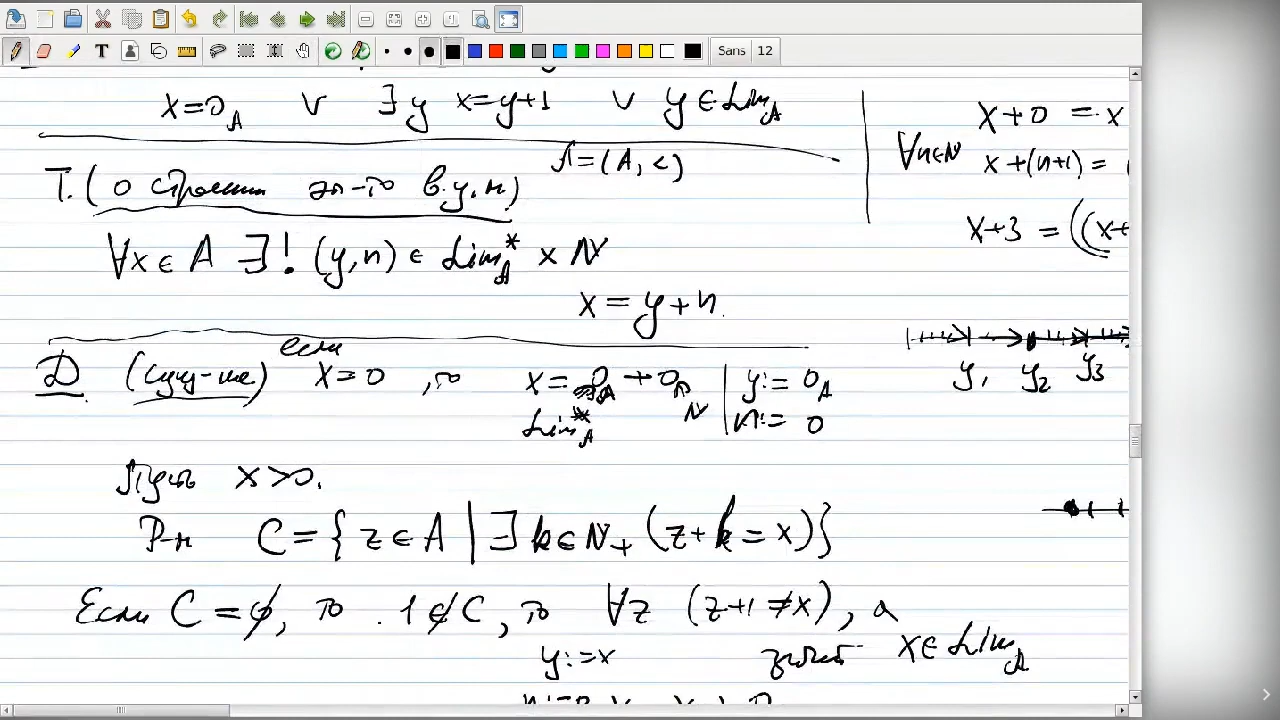 Sans 12
x=0_A ∨ ∃y x=y+1 ∨ y∈Lim_A
x+0 = x
∀n∈N x+(n+1) = (
x+3 = ((x+
T. (о строении эл-то в.у.м.) 𝒜=(A,<)
∀x∈A ∃! (y,n) ∈ Lim*_A × N
x = y+n.
y₁ y₂ y₃
Д (сущ-ие) если x=0, то x=0_A+0_N y:= 0_A
Lim*_A n:= 0
Пусть x>0.
Р-м C={z∈A | ∃k∈N₊ (z+k=x)}
Если C=∅, то 1∉C, то ∀z (z+1≠x), а
y:=x значит x∈Lim_A